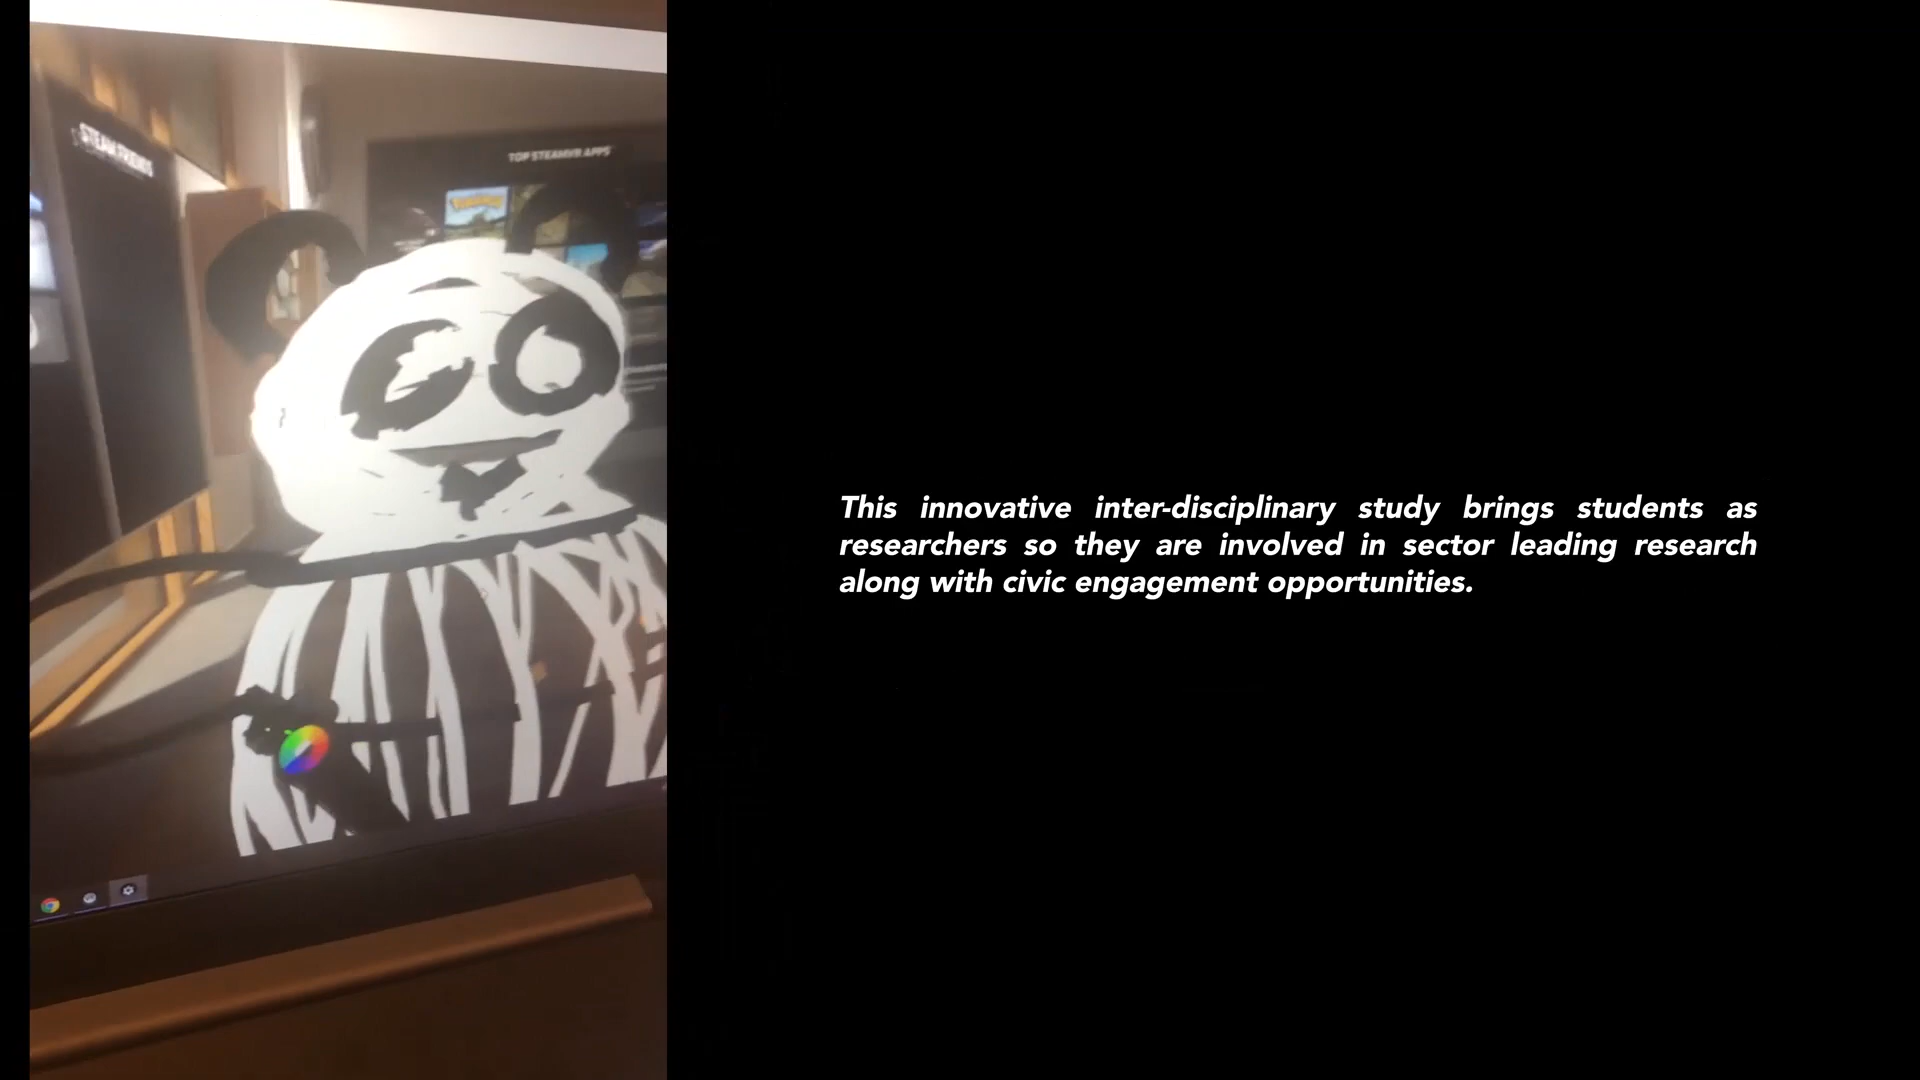 STEAM FRIENDS
TOP STEAMVR APPS
This innovative inter-disciplinary study brings students as
researchers so they are involved in sector leading research
along with civic engagement opportunities.